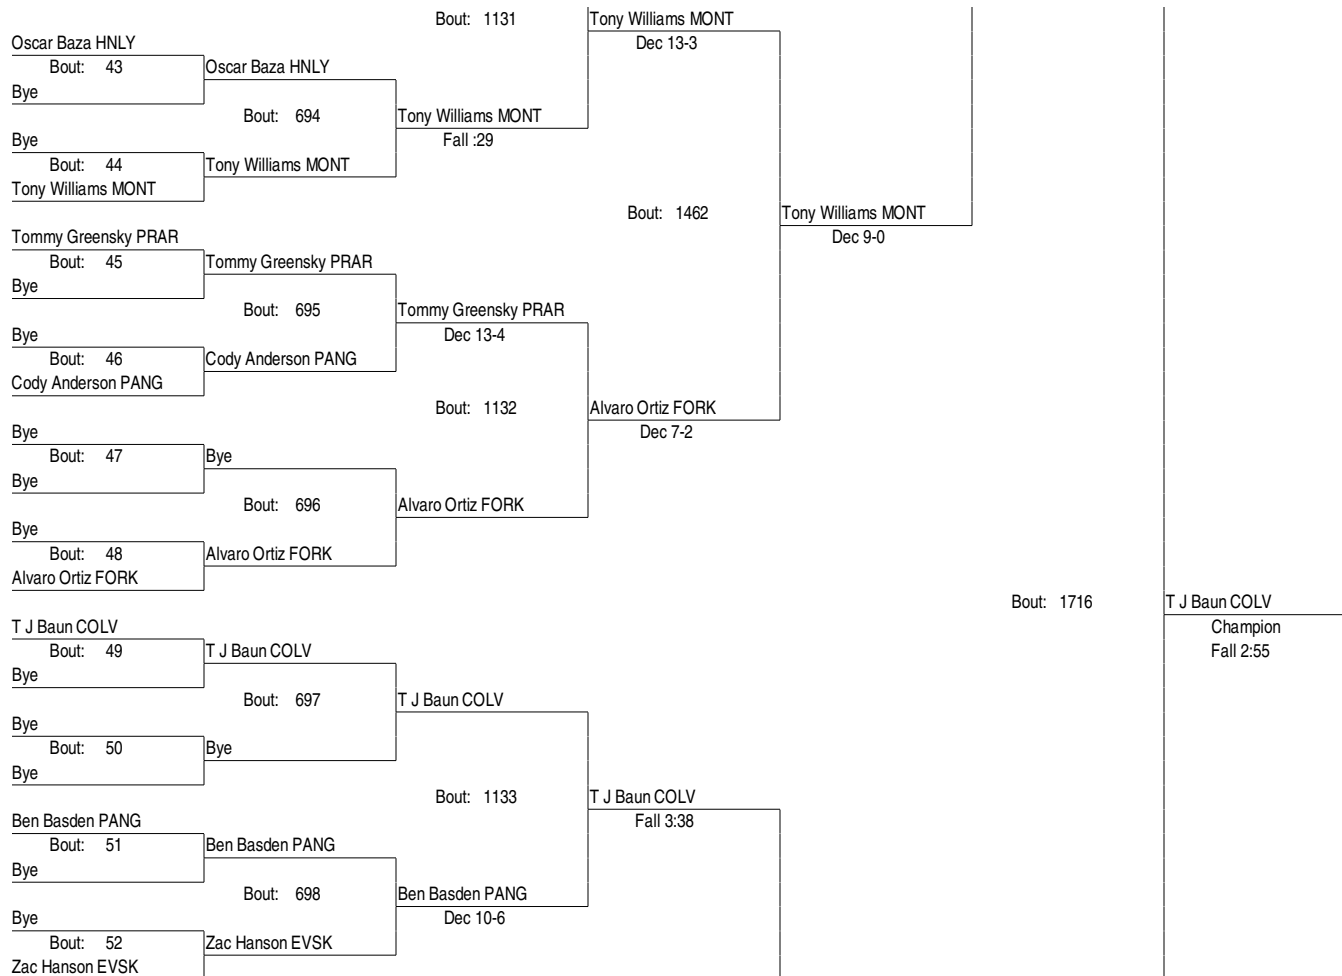 Bout: 1131
Tony Williams MONT
Dec 13-3
Oscar Baza HNLY
Bout: 43
Oscar Baza HNLY
Bye
Bout: 694
Tony Williams MONT
Fall :29
Bye
Bout: 44
Tony Williams MONT
Tony Williams MONT
Bout: 1462
Tony Williams MONT
Dec 9-0
Tommy Greensky PRAR
Bout: 45
Tommy Greensky PRAR
Bye
Bout: 695
Tommy Greensky PRAR
Dec 13-4
Bye
Bout: 46
Cody Anderson PANG
Cody Anderson PANG
Bout: 1132
Alvaro Ortiz FORK
Dec 7-2
Bye
Bout: 47
Bye
Bye
Bout: 696
Alvaro Ortiz FORK
Bye
Bout: 48
Alvaro Ortiz FORK
Alvaro Ortiz FORK
Bout: 1716
T J Baun COLV
Champion
Fall 2:55
T J Baun COLV
Bout: 49
T J Baun COLV
Bye
Bout: 697
T J Baun COLV
Bye
Bout: 50
Bye
Bye
Bout: 1133
T J Baun COLV
Fall 3:38
Ben Basden PANG
Bout: 51
Ben Basden PANG
Bye
Bout: 698
Ben Basden PANG
Dec 10-6
Bye
Bout: 52
Zac Hanson EVSK
Zac Hanson EVSK